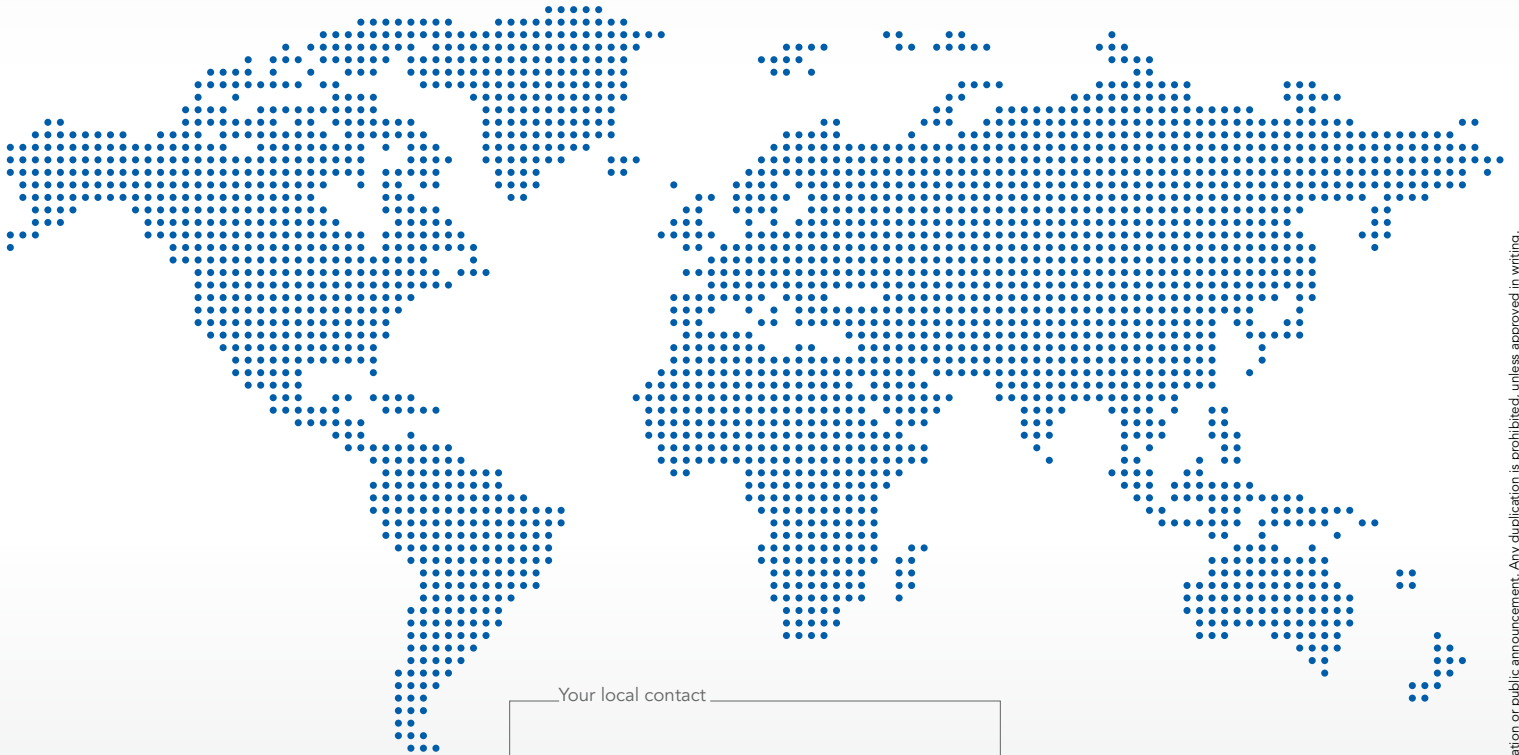 Your local contact
ation or public announcement. Any duplication is prohibited, unless approved in writing.